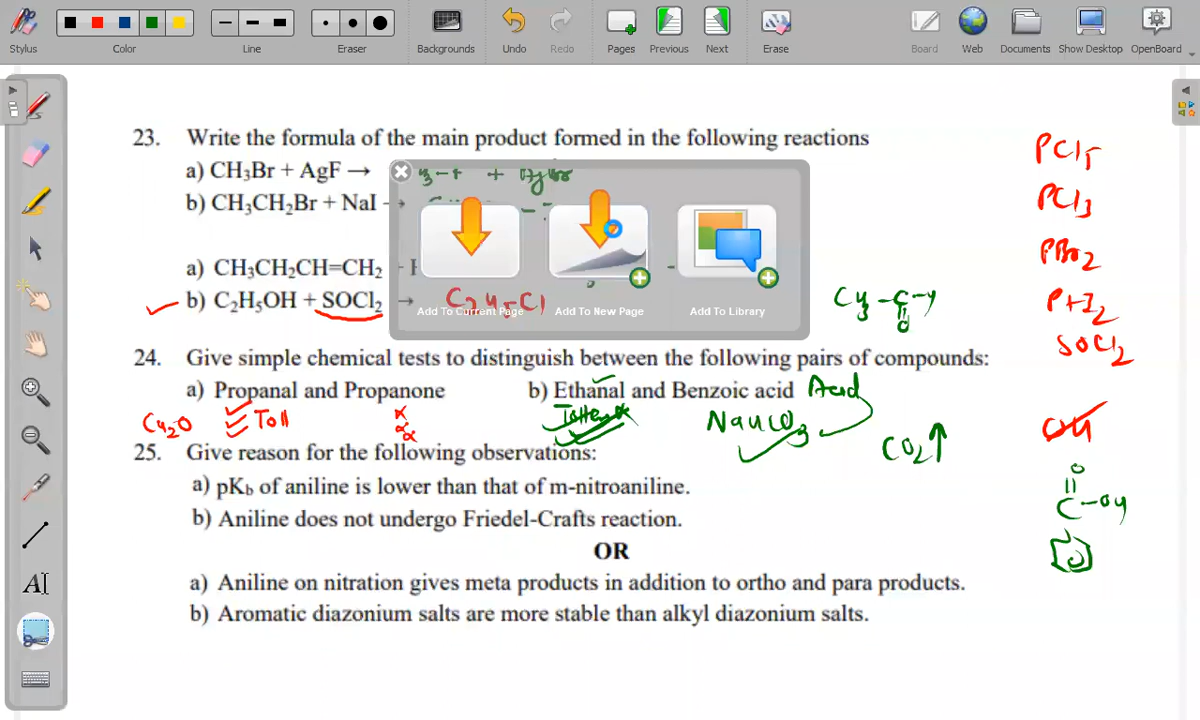 Stylus Color Line Eraser Backgrounds Undo Redo Pages Previous Next Erase Board Web Documents Show Desktop OpenBoard
23. Write the formula of the main product formed in the following reactions
a) CH₃Br + AgF →
b) CH₃CH₂Br + NaI
a) CH₃CH₂CH=CH₂
b) C₂H₅OH + SOCl₂ → C₂H₅Cl
Add To Current Page Add To New Page Add To Library
PCl₅
PCl₃
PBr₂
P+I₂
SOCl₂
CH₃-C-H
O
24. Give simple chemical tests to distinguish between the following pairs of compounds:
a) Propanal and Propanone b) Ethanal and Benzoic acid Acid
Cu₂O Toll NaHCO₃ CO₂↑
OH
O
C-OH
25. Give reason for the following observations:
a) pKb of aniline is lower than that of m-nitroaniline.
b) Aniline does not undergo Friedel-Crafts reaction.
OR
a) Aniline on nitration gives meta products in addition to ortho and para products.
b) Aromatic diazonium salts are more stable than alkyl diazonium salts.